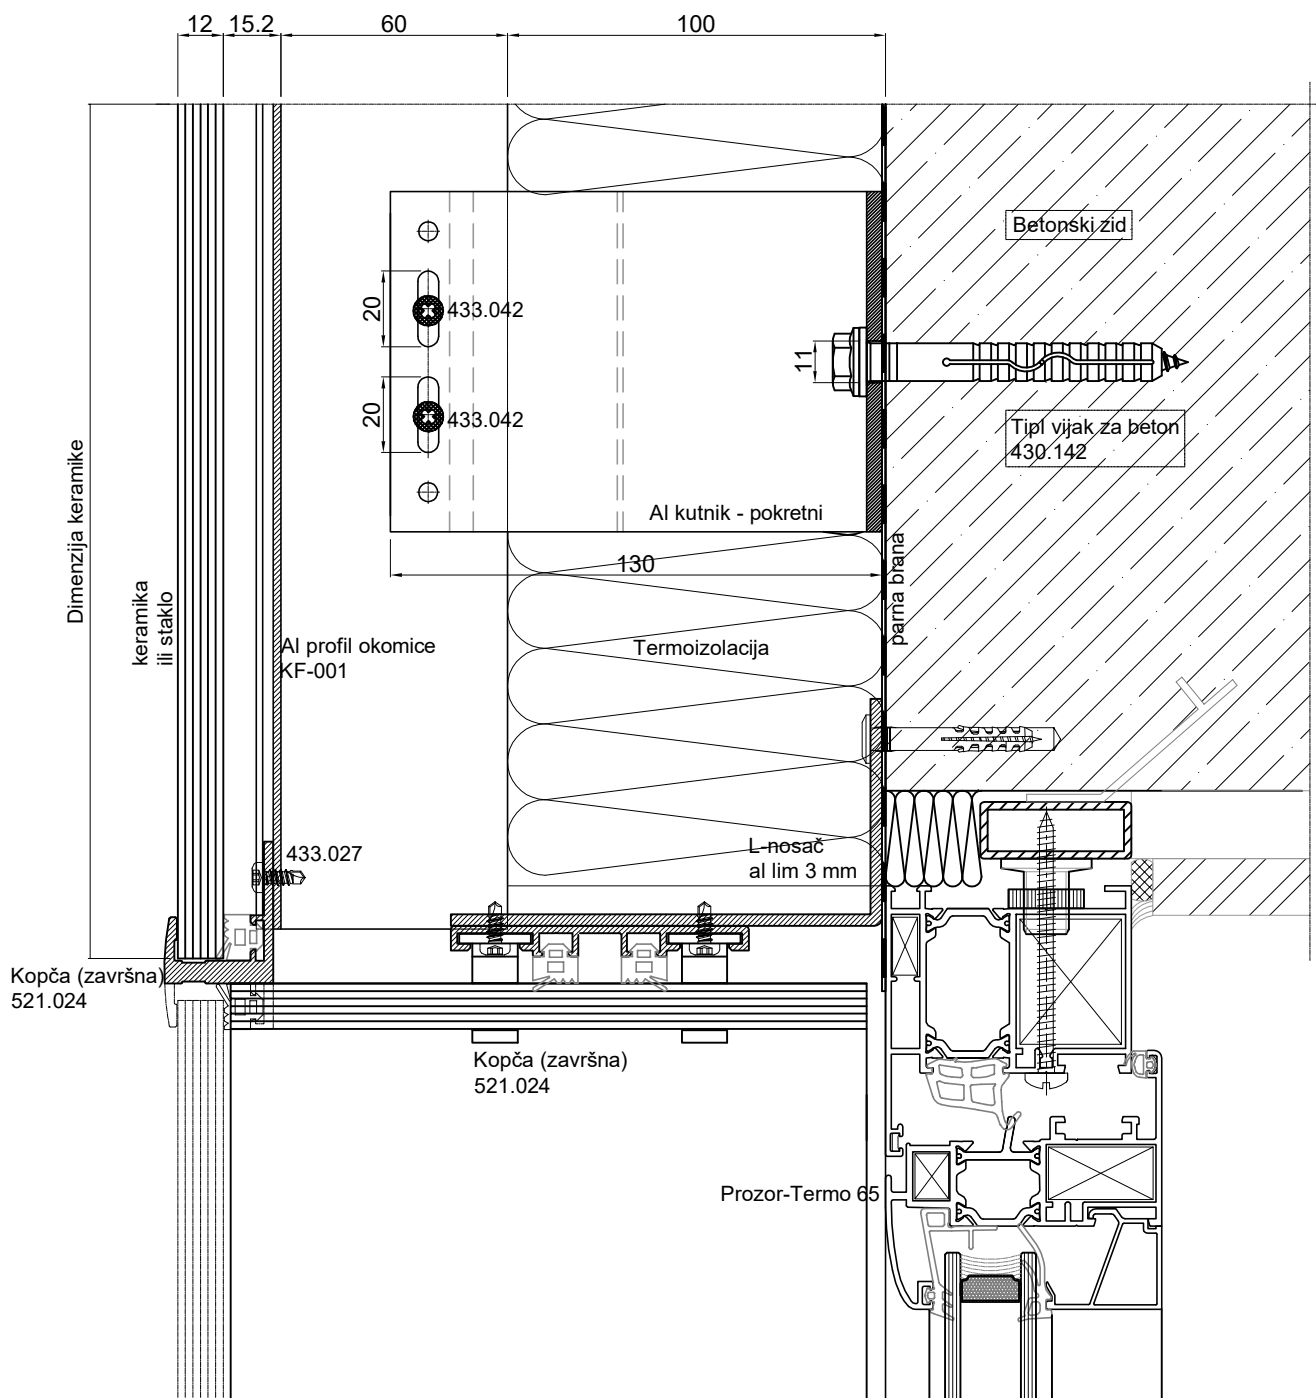 12
15.2
60
100
Betonski zid
20
433.042
11
20
433.042
Tipl vijak za beton
430.142
Al kutnik - pokretni
130
Dimenzija keramike
keramika
ili staklo
parna brana
Al profil okomice
KF-001
Termoizolacija
433.027
L-nosač
al lim 3 mm
Kopča (završna)
521.024
Kopča (završna)
521.024
Prozor-Termo 65